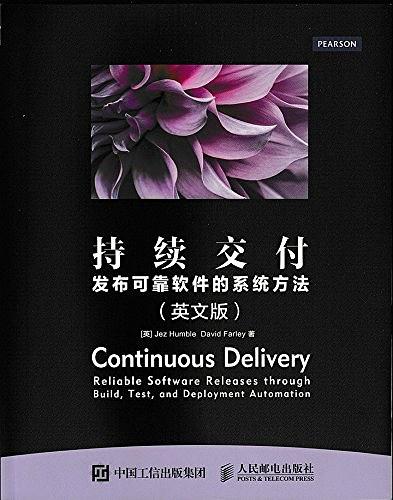 PEARSON
持续交付
发布可靠软件的系统方法
（英文版）
[英] Jez Humble David Farley 著
Continuous Delivery
Reliable Software Releases through
Build, Test, and Deployment Automation
中国工信出版集团
人民邮电出版社
POSTS & TELECOM PRESS